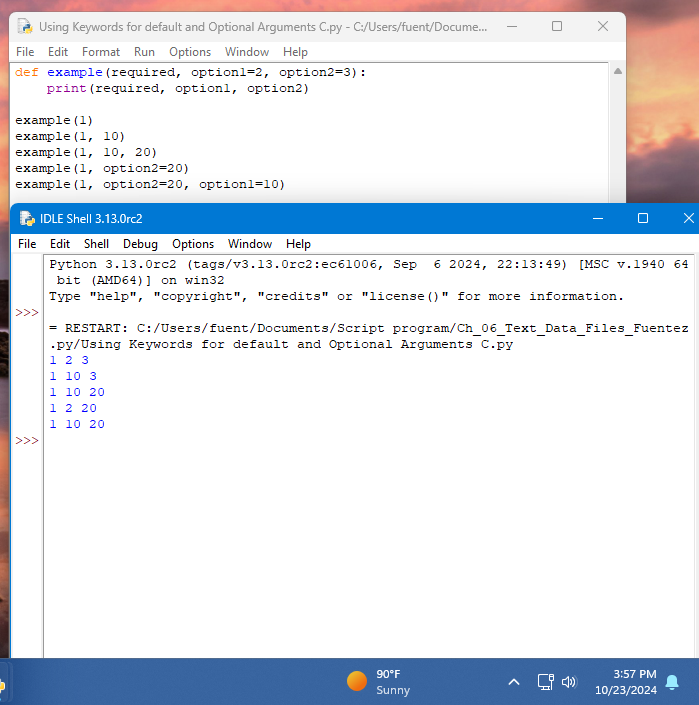 Using Keywords for default and Optional Arguments C.py - C:/Users/fuent/Docume...
File Edit Format Run Options Window Help
def example(required, option1=2, option2=3):
    print(required, option1, option2)
example(1)
example(1, 10)
example(1, 10, 20)
example(1, option2=20)
example(1, option2=20, option1=10)
IDLE Shell 3.13.0rc2
File Edit Shell Debug Options Window Help
Python 3.13.0rc2 (tags/v3.13.0rc2:ec61006, Sep  6 2024, 22:13:49) [MSC v.1940 64
 bit (AMD64)] on win32
Type "help", "copyright", "credits" or "license()" for more information.
>>>
= RESTART: C:/Users/fuent/Documents/Script program/Ch_06_Text_Data_Files_Fuentez
.py/Using Keywords for default and Optional Arguments C.py
1 2 3
1 10 3
1 10 20
1 2 20
1 10 20
>>>
90°F
Sunny
3:57 PM
10/23/2024